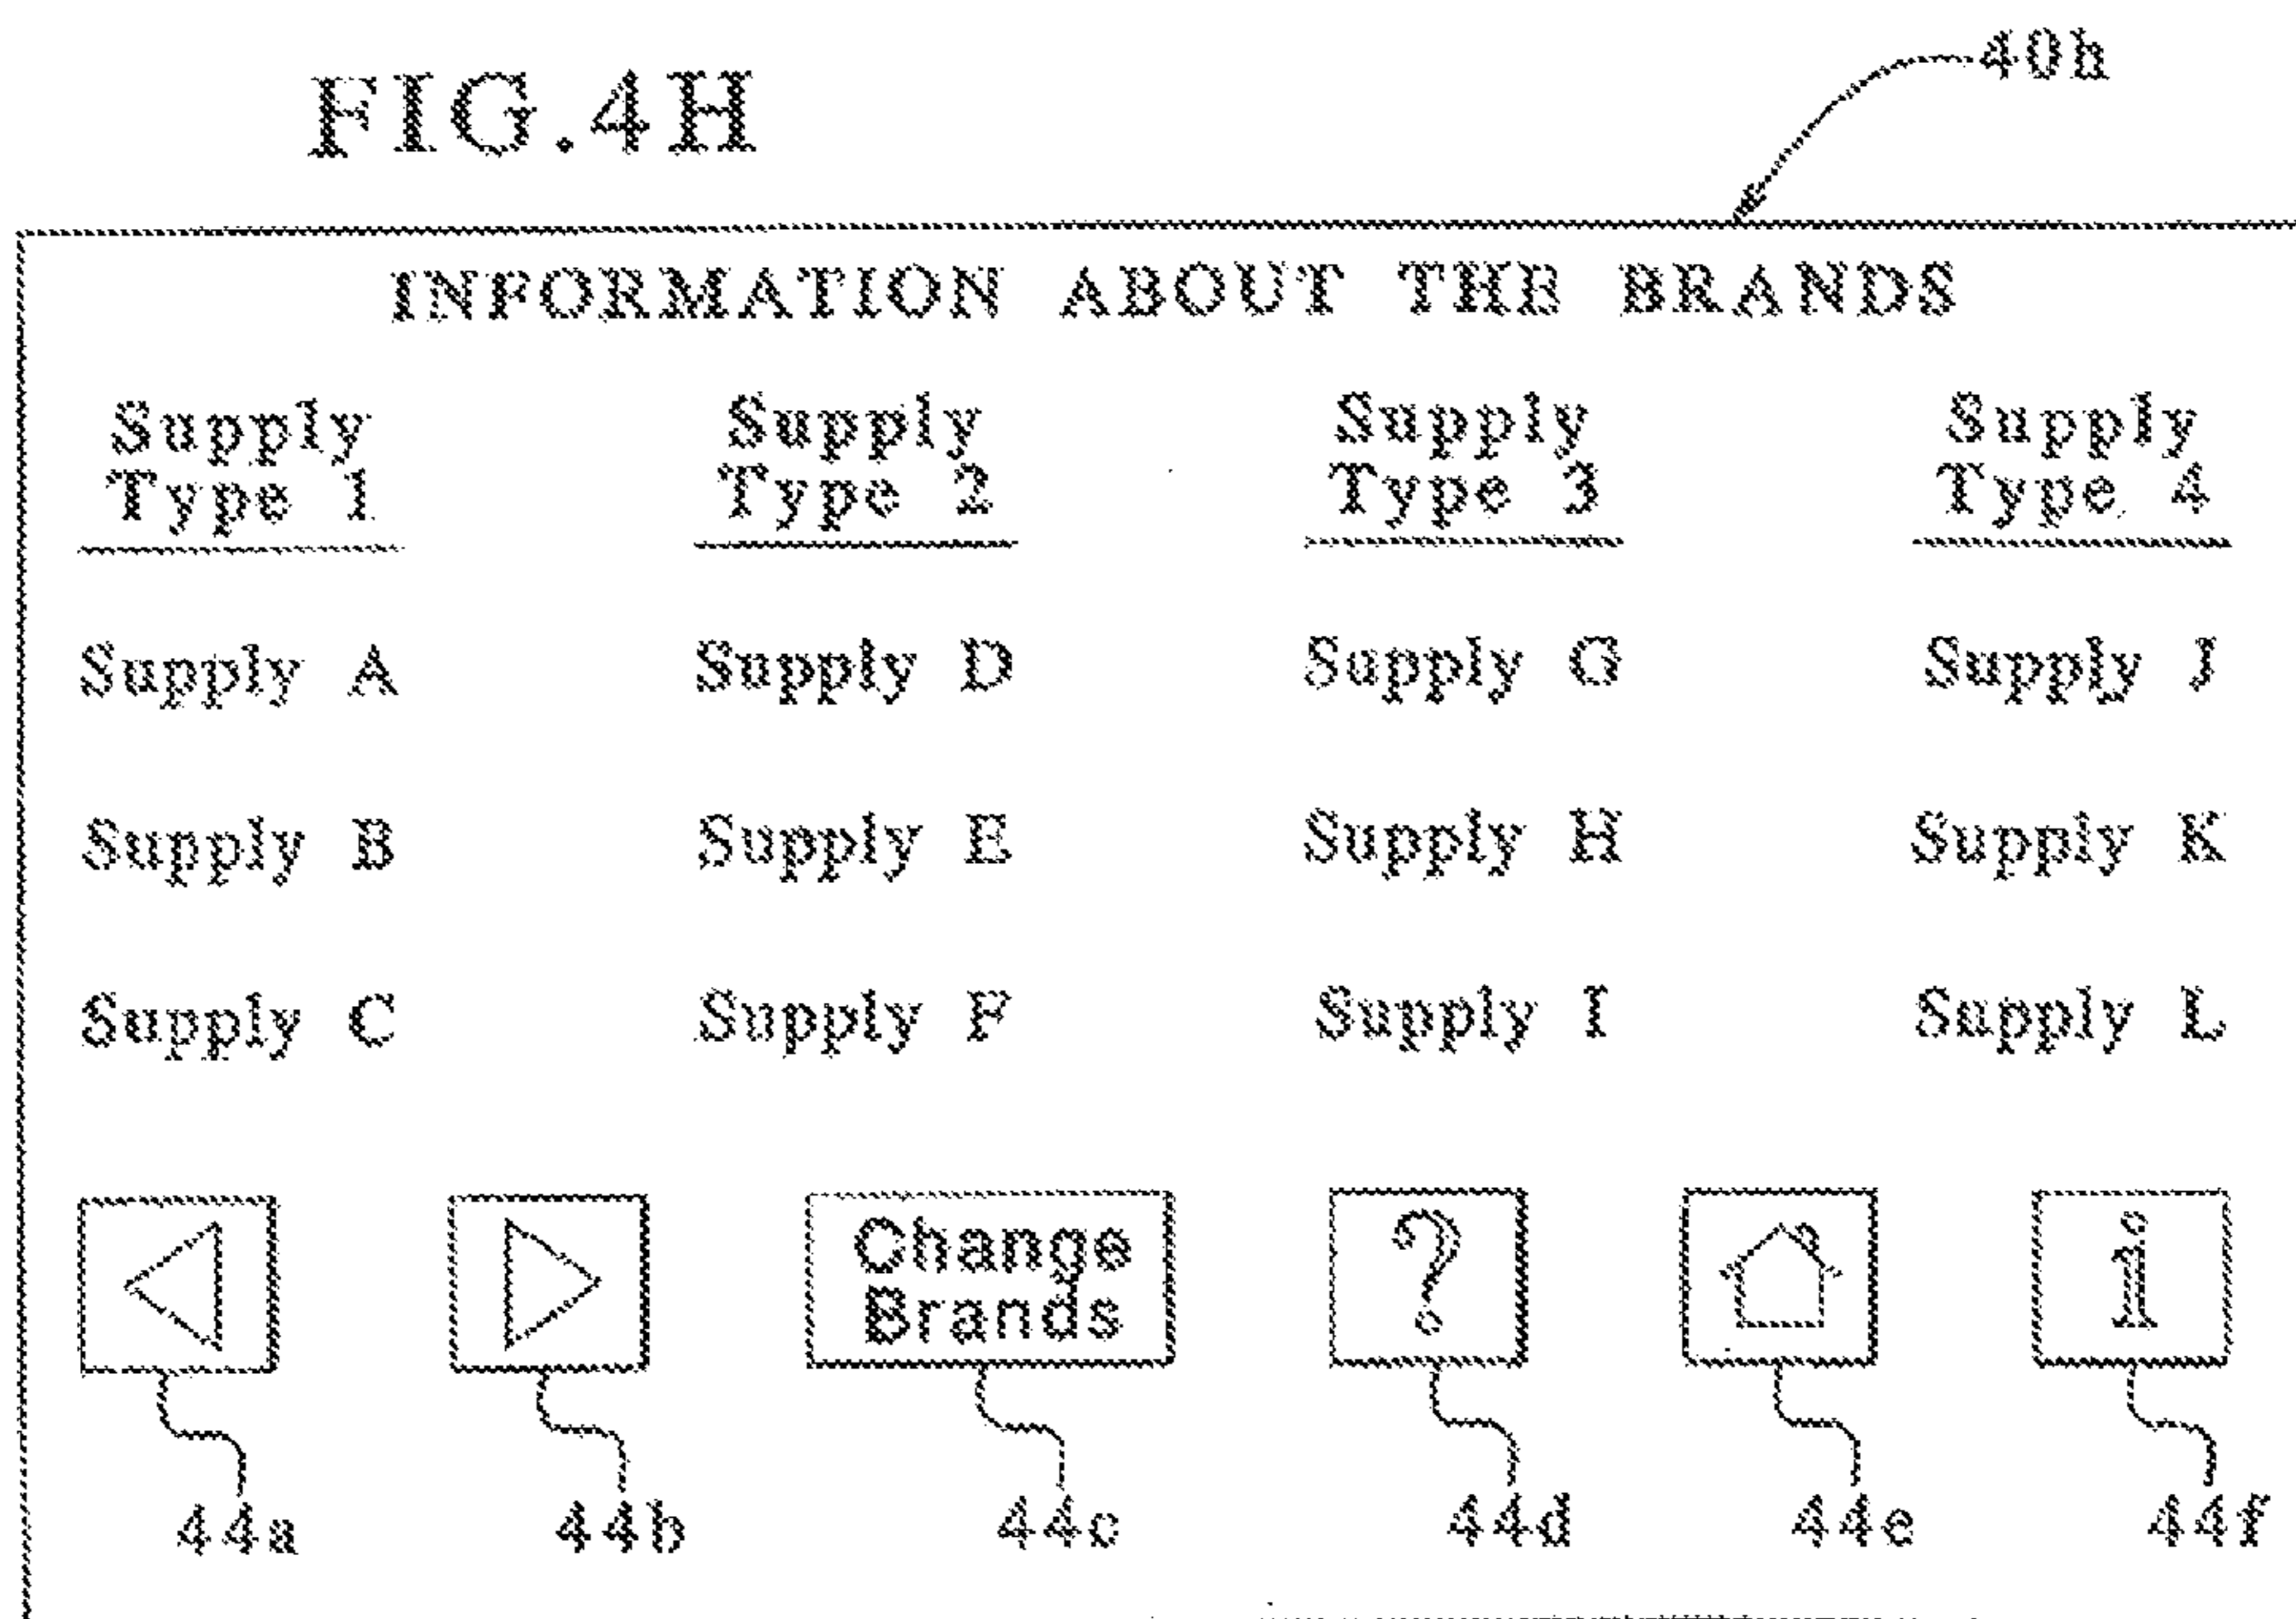 FIG.4H
40h
INFORMATION ABOUT THE BRANDS
Supply Type 1
Supply Type 2
Supply Type 3
Supply Type 4
Supply A
Supply D
Supply G
Supply J
Supply B
Supply E
Supply H
Supply K
Supply C
Supply F
Supply I
Supply L
Change
Brands
?
i
44a
44b
44c
44d
44e
44f